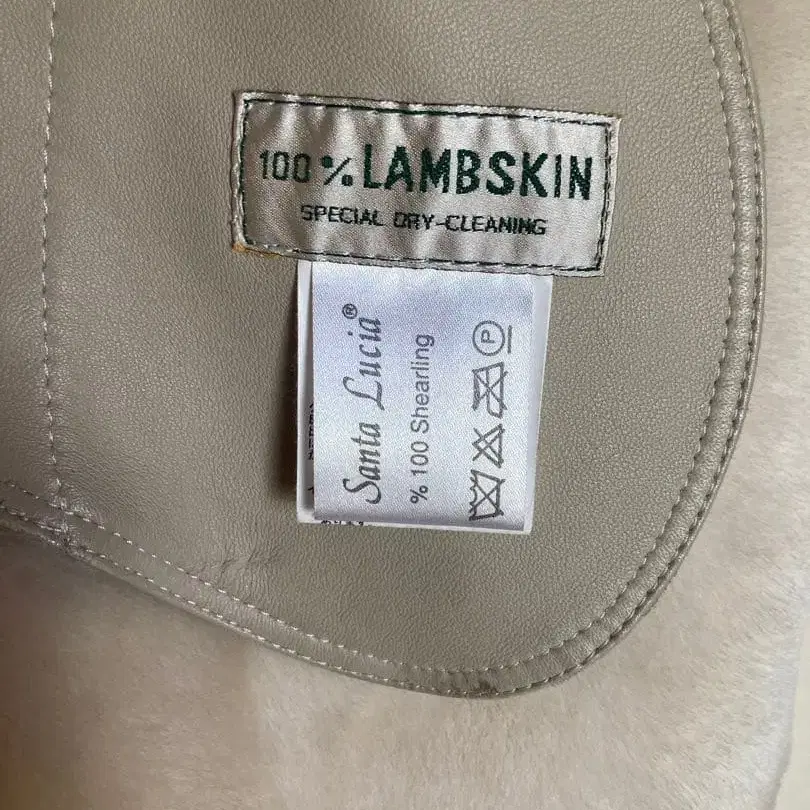 100 % LAMBSKIN
SPECIAL DRY-CLEANING
Santa Lucia®
% 100 Shearling
P